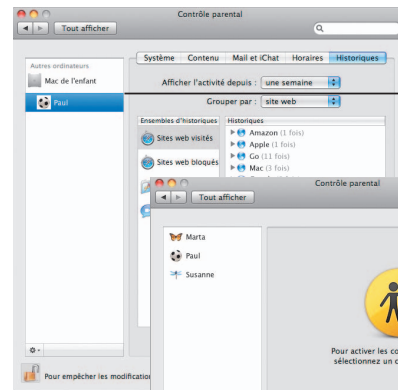 Contrôle parental
Tout afficher
Système Contenu Mail et iChat Horaires Historiques
Autres ordinateurs
Mac de l'enfant
Paul
Afficher l'activité depuis : une semaine
Grouper par : site web
Ensembles d'historiques Historiques
Sites web visités
Sites web bloqués
Amazon (1 fois)
Apple (1 fois)
Go (11 fois)
Mac (3 fois)
Contrôle parental
Tout afficher
Marta
Paul
Susanne
Pour activer les co
sélectionnez un c
Pour empêcher les modification